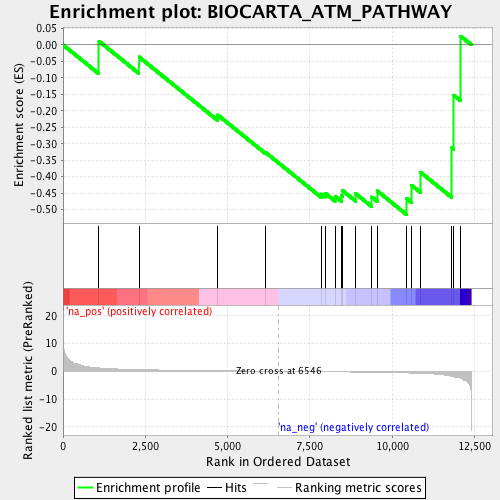 Enrichment plot: BIOCARTA_ATM_PATHWAY
Enrichment score (ES)
0.05
0.00
-0.05
-0.10
-0.15
-0.20
-0.25
-0.30
-0.35
-0.40
-0.45
-0.50
'na_pos' (positively correlated)
Ranked list metric (PreRanked)
20
10
0
-10
-20
Zero cross at 6546
'na_neg' (negatively correlated)
0
2,500
5,000
7,500
10,000
12,500
Rank in Ordered Dataset
Enrichment profile
Hits
Ranking metric scores